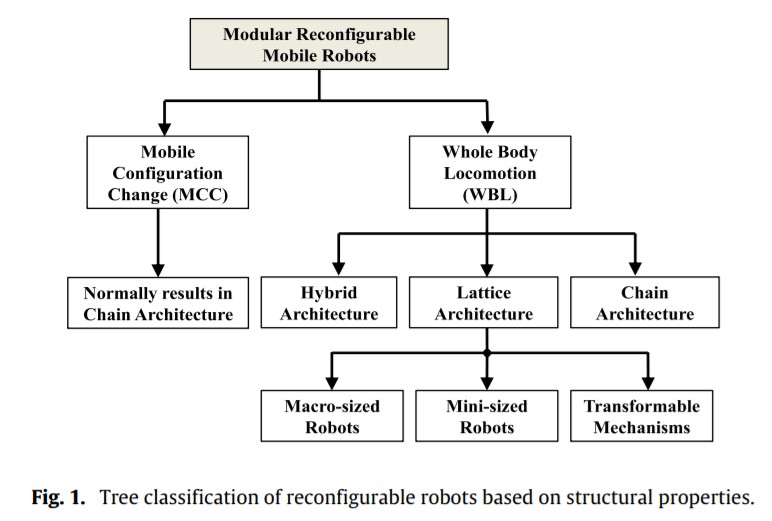 Modular Reconfigurable
Mobile Robots
Mobile
Configuration
Change (MCC)
Whole Body
Locomotion
(WBL)
Normally results in
Chain Architecture
Hybrid
Architecture
Lattice
Architecture
Chain
Architecture
Macro-sized
Robots
Mini-sized
Robots
Transformable
Mechanisms
Fig. 1. Tree classification of reconfigurable robots based on structural properties.